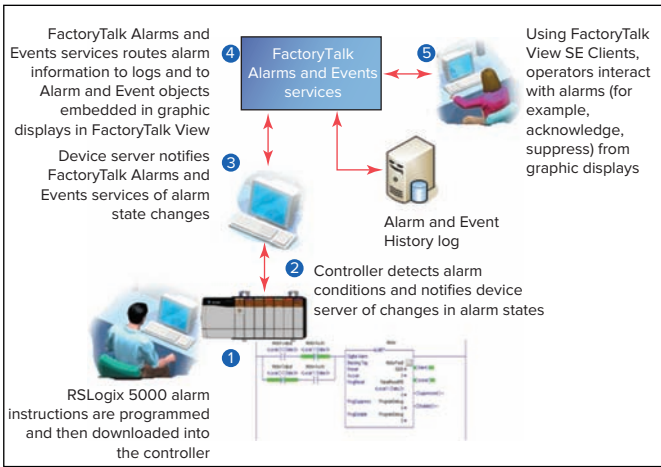 FactoryTalk Alarms and
Events services routes alarm
information to logs and to
Alarm and Event objects
embedded in graphic
displays in FactoryTalk View
4
FactoryTalk
Alarms and Events
services
5
Using FactoryTalk
View SE Clients,
operators interact
with alarms (for
example,
acknowledge,
suppress) from
graphic displays
Device server notifies
FactoryTalk Alarms and
Events services of alarm
state changes
3
Alarm and Event
History log
2
Controller detects alarm
conditions and notifies device
server of changes in alarm states
1
RSLogix 5000 alarm
instructions are programmed
and then downloaded into
the controller